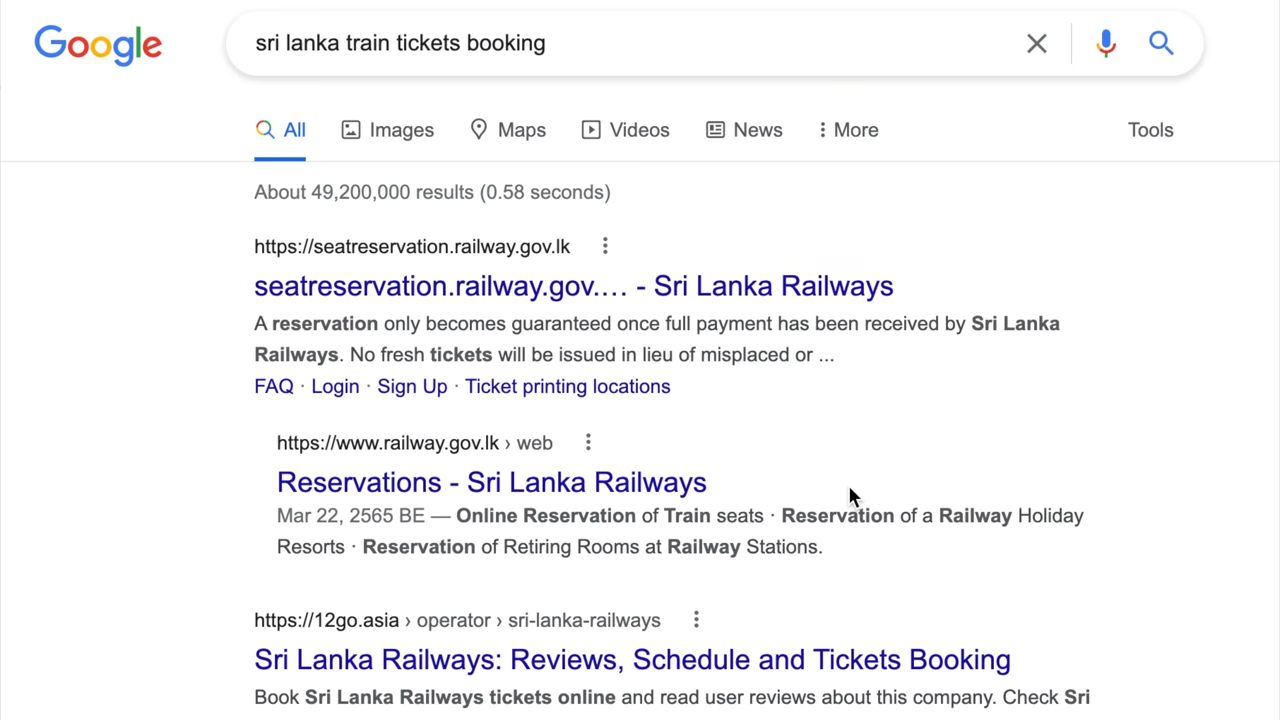 Google
sri lanka train tickets booking
All Images Maps Videos News More Tools
About 49,200,000 results (0.58 seconds)
https://seatreservation.railway.gov.lk
seatreservation.railway.gov.... - Sri Lanka Railways
A reservation only becomes guaranteed once full payment has been received by Sri Lanka
Railways. No fresh tickets will be issued in lieu of misplaced or ...
FAQ · Login · Sign Up · Ticket printing locations
https://www.railway.gov.lk › web
Reservations - Sri Lanka Railways
Mar 22, 2565 BE — Online Reservation of Train seats · Reservation of a Railway Holiday
Resorts · Reservation of Retiring Rooms at Railway Stations.
https://12go.asia › operator › sri-lanka-railways
Sri Lanka Railways: Reviews, Schedule and Tickets Booking
Book Sri Lanka Railways tickets online and read user reviews about this company. Check Sri